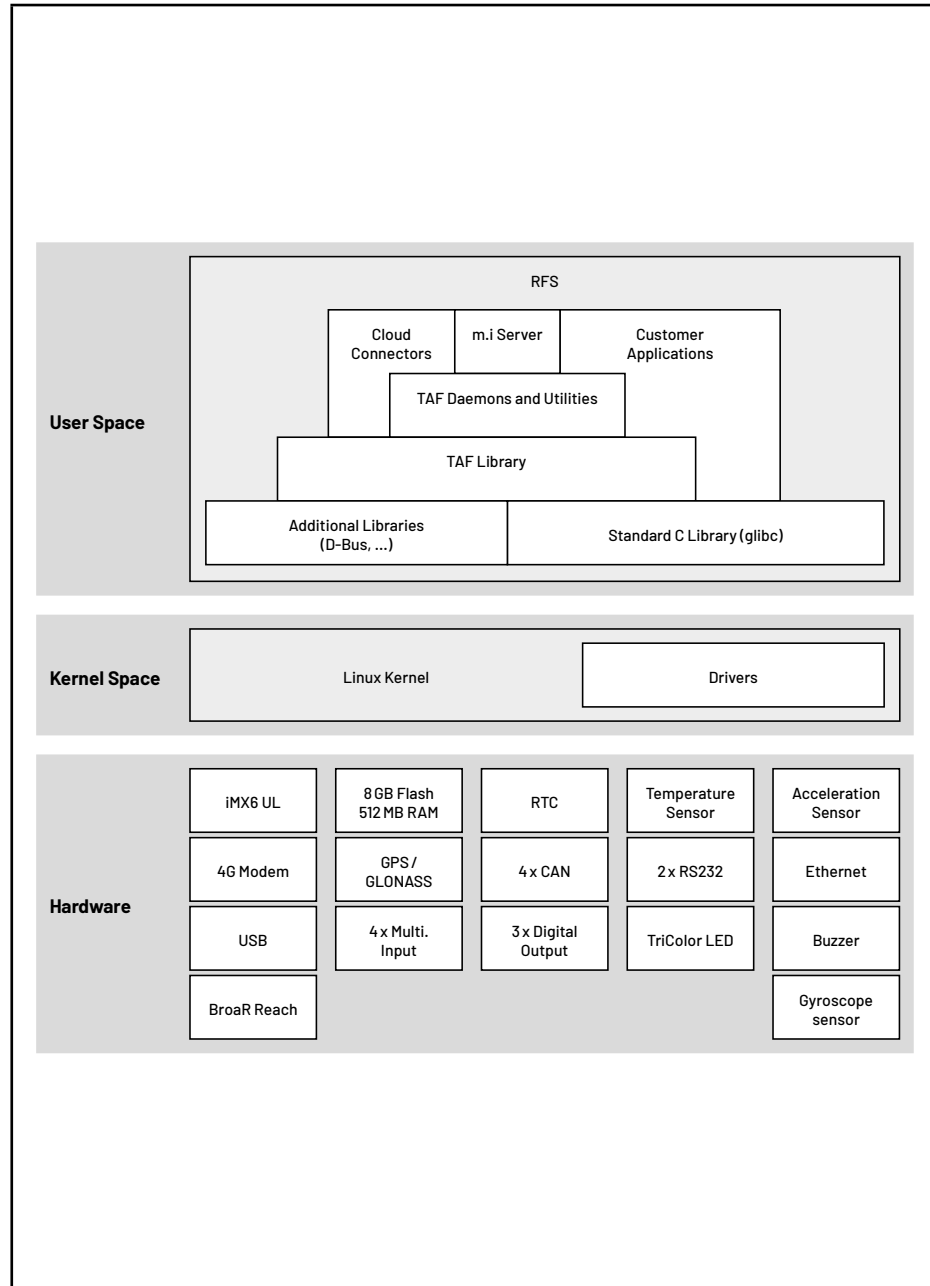 User Space
RFS
Cloud
Connectors
m.i Server
Customer
Applications
TAF Daemons and Utilities
TAF Library
Additional Libraries
(D-Bus, ...)
Standard C Library (glibc)
Kernel Space
Linux Kernel
Drivers
Hardware
iMX6 UL
8 GB Flash
512 MB RAM
RTC
Temperature
Sensor
Acceleration
Sensor
4G Modem
GPS /
GLONASS
4 x CAN
2 x RS232
Ethernet
USB
4 x Multi.
Input
3 x Digital
Output
TriColor LED
Buzzer
BroaR Reach
Gyroscope
sensor